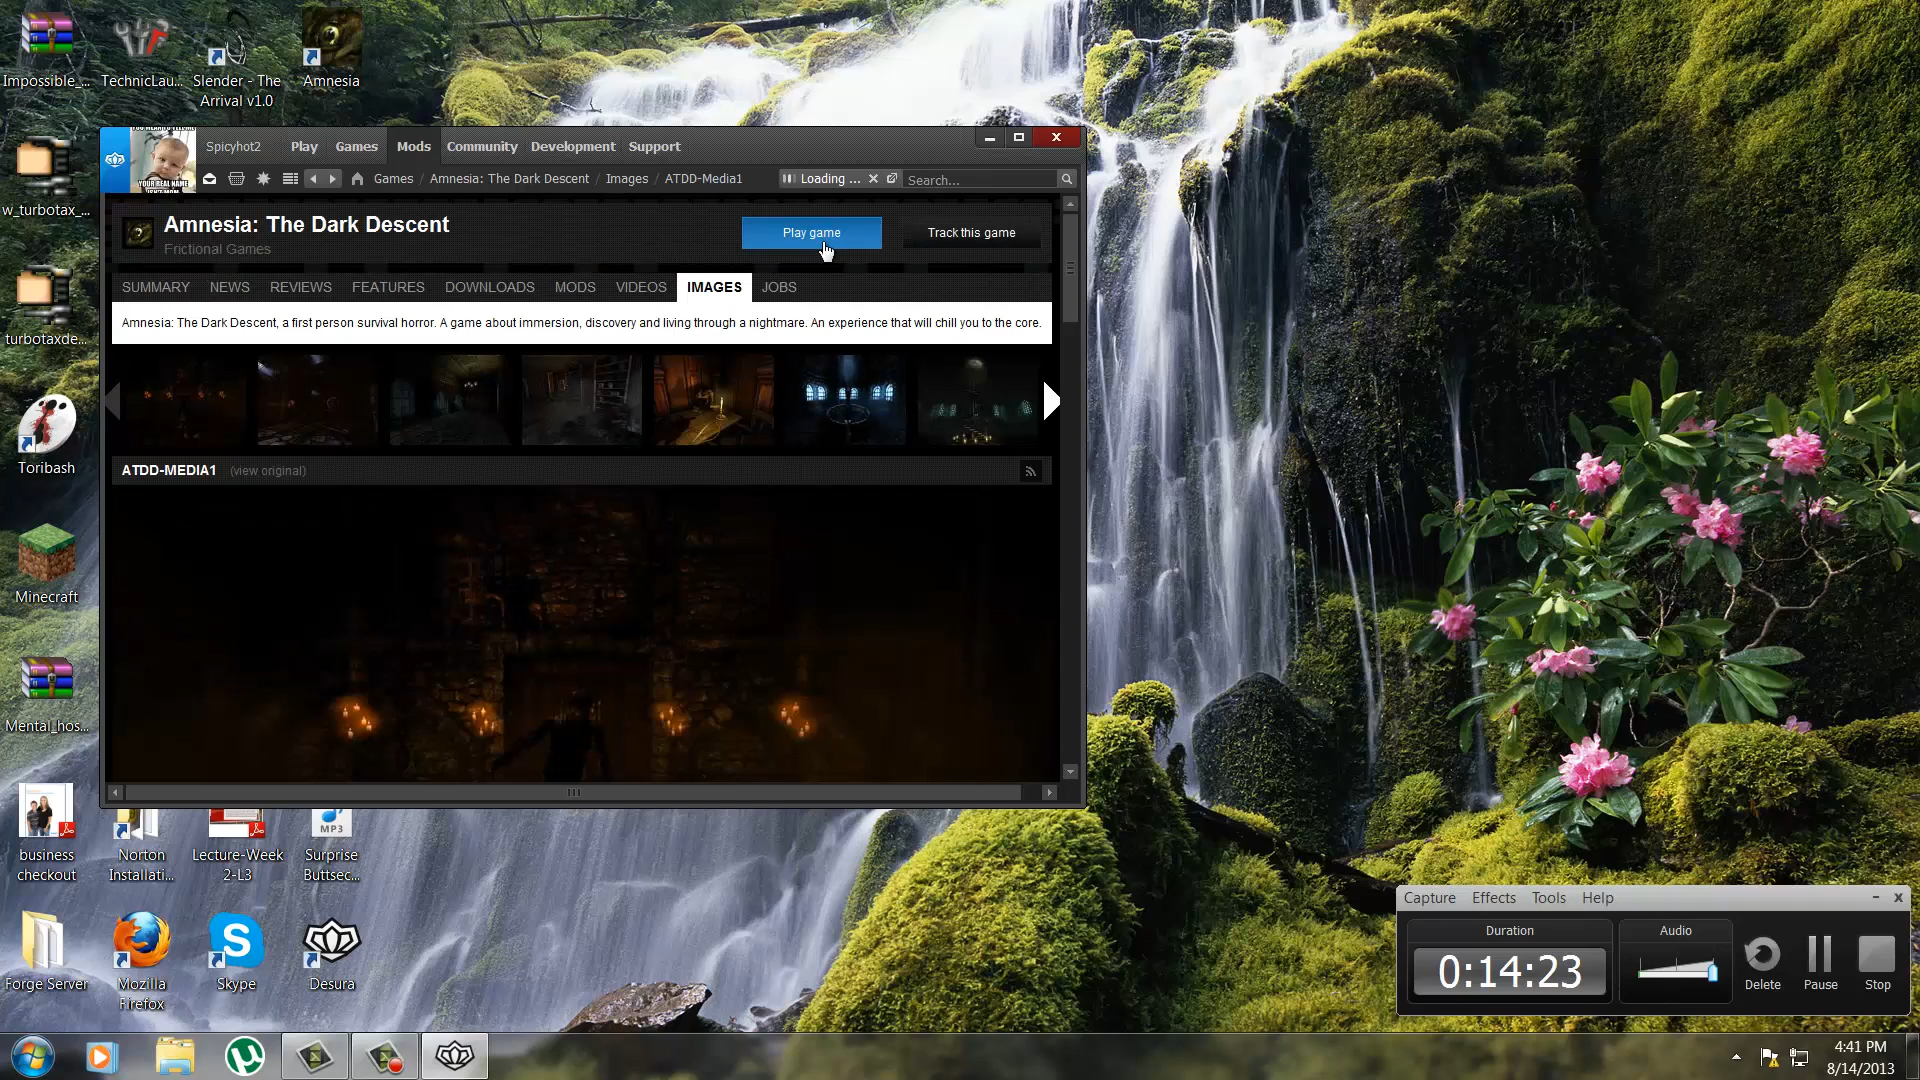 Impossible_...
TechnicLau...
Slender - The
Arrival v1.0
Amnesia
w_turbotax_...
turbotaxde...
Toribash
Minecraft
Mental_hos...
business
checkout
Norton
Installati...
Lecture-Week
2-L3
MP3
Surprise
Buttsec...
Forge Server
Mozilla
Firefox
Skype
Desura
YOUR REAL NAME
Spicyhot2
Play
Games
Mods
Community
Development
Support
Games / Amnesia: The Dark Descent / Images / ATDD-Media1
Loading ...
Search...
Amnesia: The Dark Descent
Frictional Games
Play game
Track this game
SUMMARY
NEWS
REVIEWS
FEATURES
DOWNLOADS
MODS
VIDEOS
IMAGES
JOBS
Amnesia: The Dark Descent, a first person survival horror. A game about immersion, discovery and living through a nightmare. An experience that will chill you to the core.
ATDD-MEDIA1 (view original)
Capture
Effects
Tools
Help
Duration
0:14:23
Audio
Delete
Pause
Stop
4:41 PM
8/14/2013